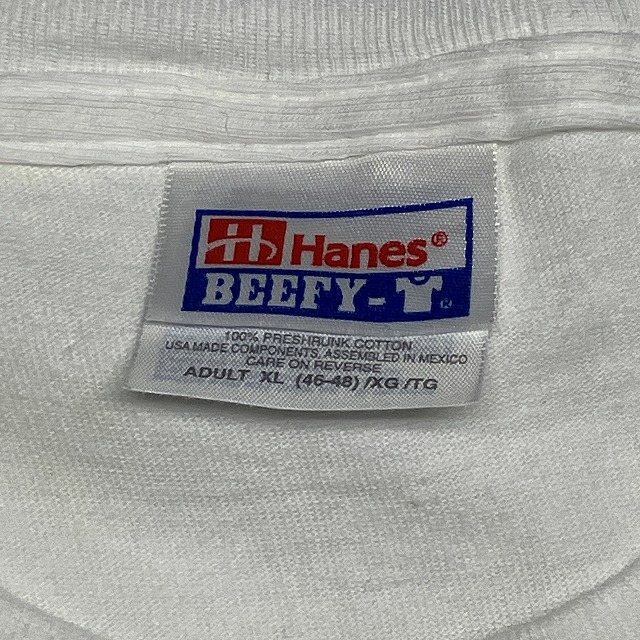 Hanes®
BEEFY-T®
100% PRESHRUNK COTTON
USA MADE COMPONENTS, ASSEMBLED IN MEXICO
CARE ON REVERSE
ADULT XL (46-48) /XG /TG